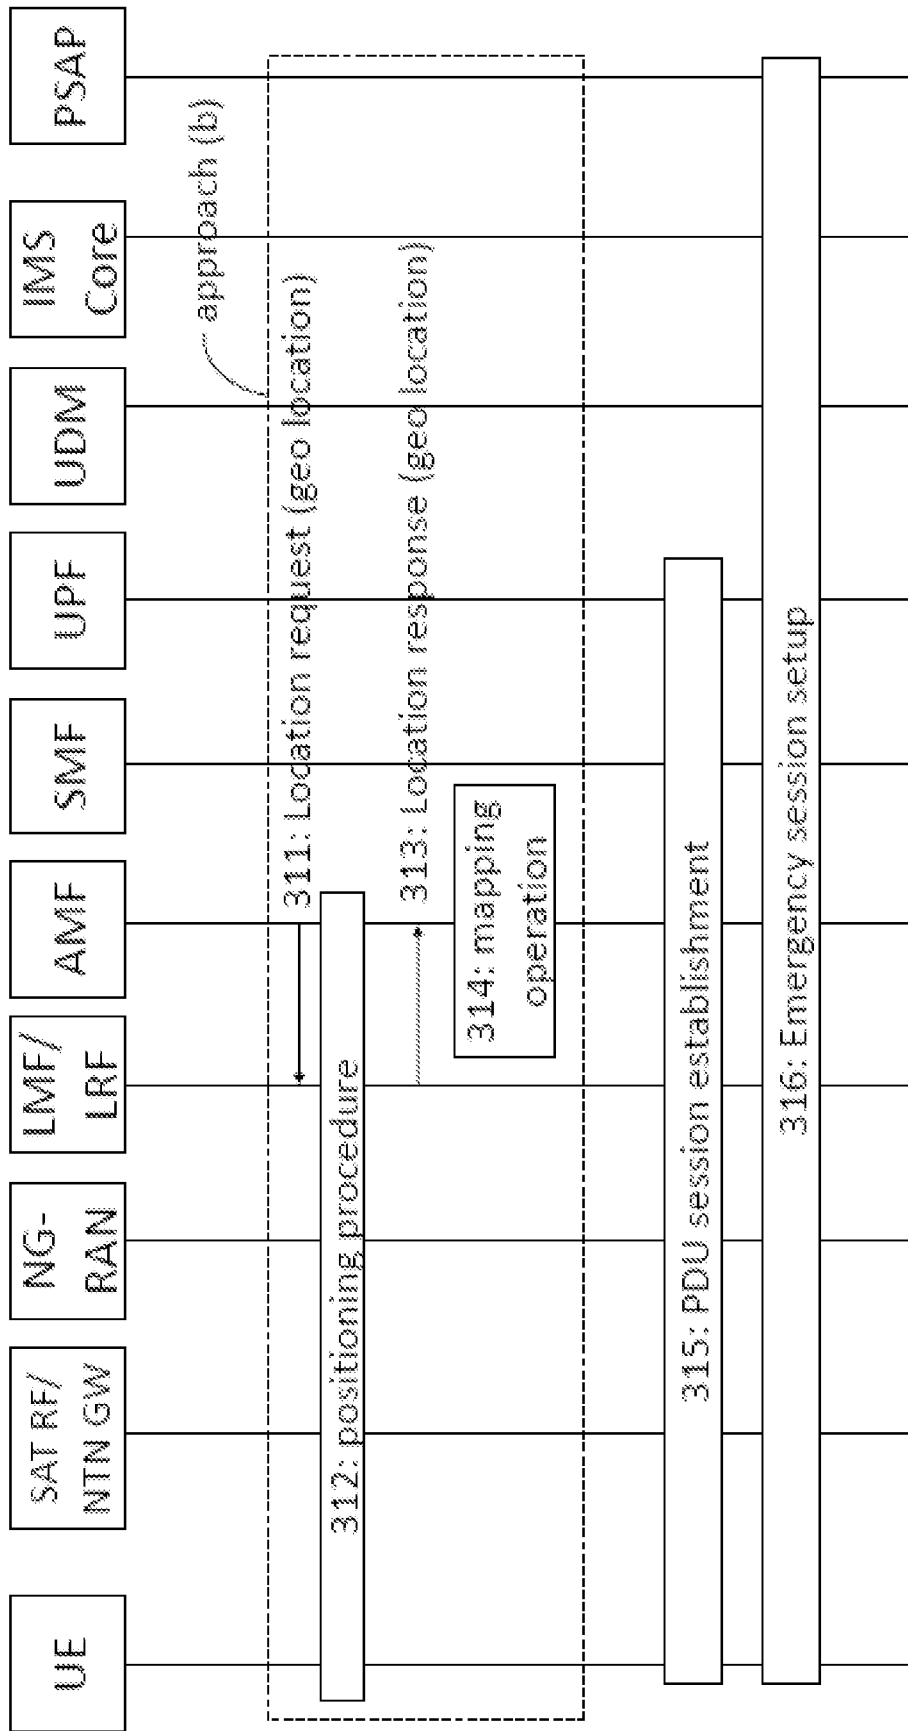 UE
SAT RF/
NTN GW
NG-
RAN
LMF/
LRF
AMF
SMF
UPF
UDM
IMS
Core
PSAP
approach (b)
311: Location request (geo location)
312: positioning procedure
313: Location response (geo location)
314: mapping
operation
315: PDU session establishment
316: Emergency session setup